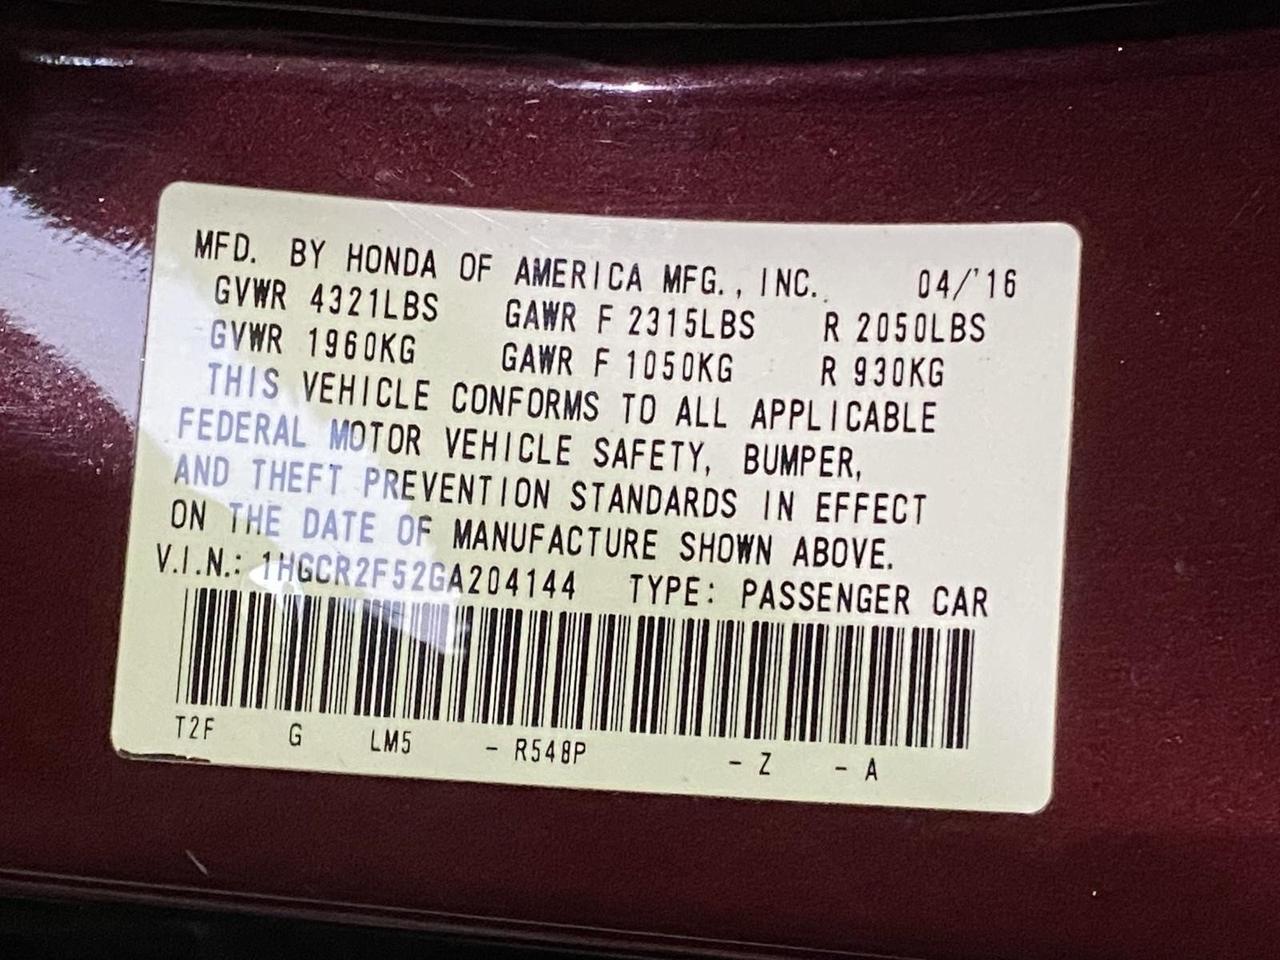 MFD. BY HONDA OF AMERICA MFG., INC. 04/'16
GVWR 4321LBS GAWR F 2315LBS R 2050LBS
GVWR 1960KG GAWR F 1050KG R 930KG
THIS VEHICLE CONFORMS TO ALL APPLICABLE
FEDERAL MOTOR VEHICLE SAFETY, BUMPER,
AND THEFT PREVENTION STANDARDS IN EFFECT
ON THE DATE OF MANUFACTURE SHOWN ABOVE.
V.I.N.: 1HGCR2F52GA204144 TYPE: PASSENGER CAR
T2F G LM5 - R548P - Z - A